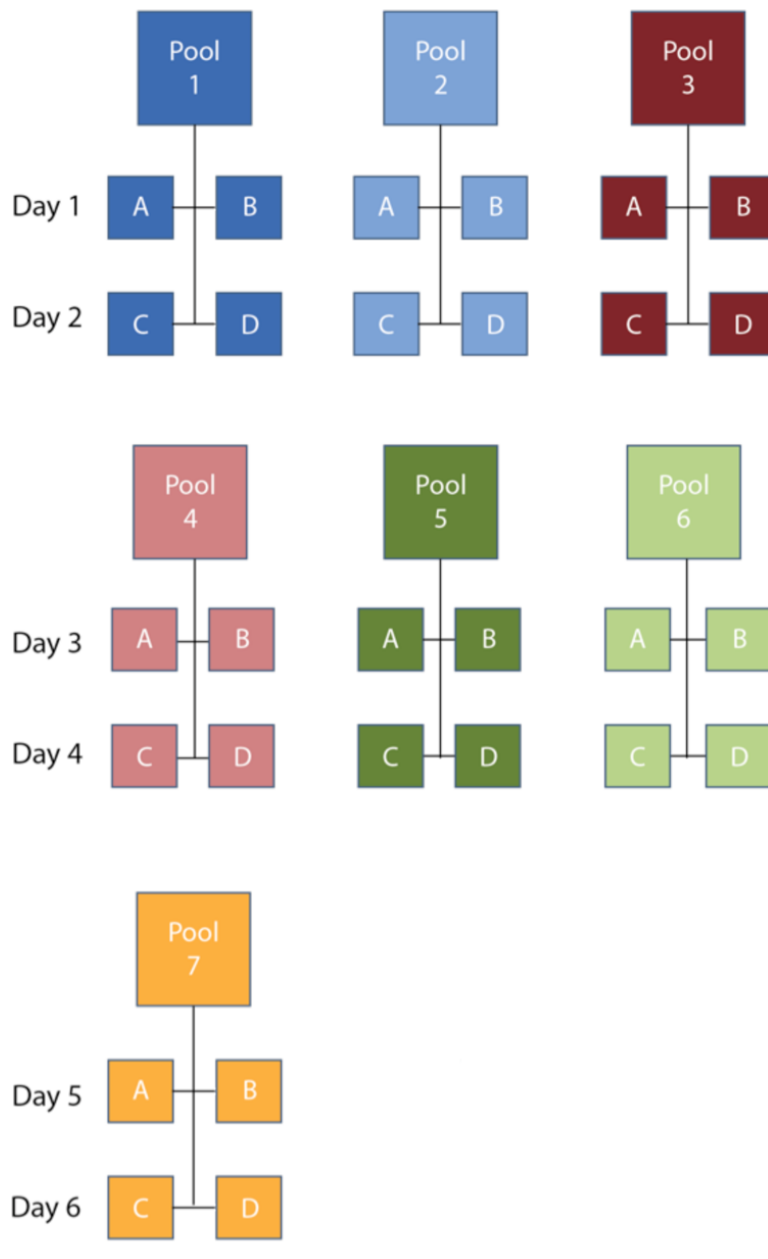 Pool Pool Pool
1 2 3
Day 1 A B A B A B
Day 2 C D C D C D
Pool Pool Pool
4 5 6
Day 3 A B A B A B
Day 4 C D C D C D
Pool
7
Day 5 A B
Day 6 C D